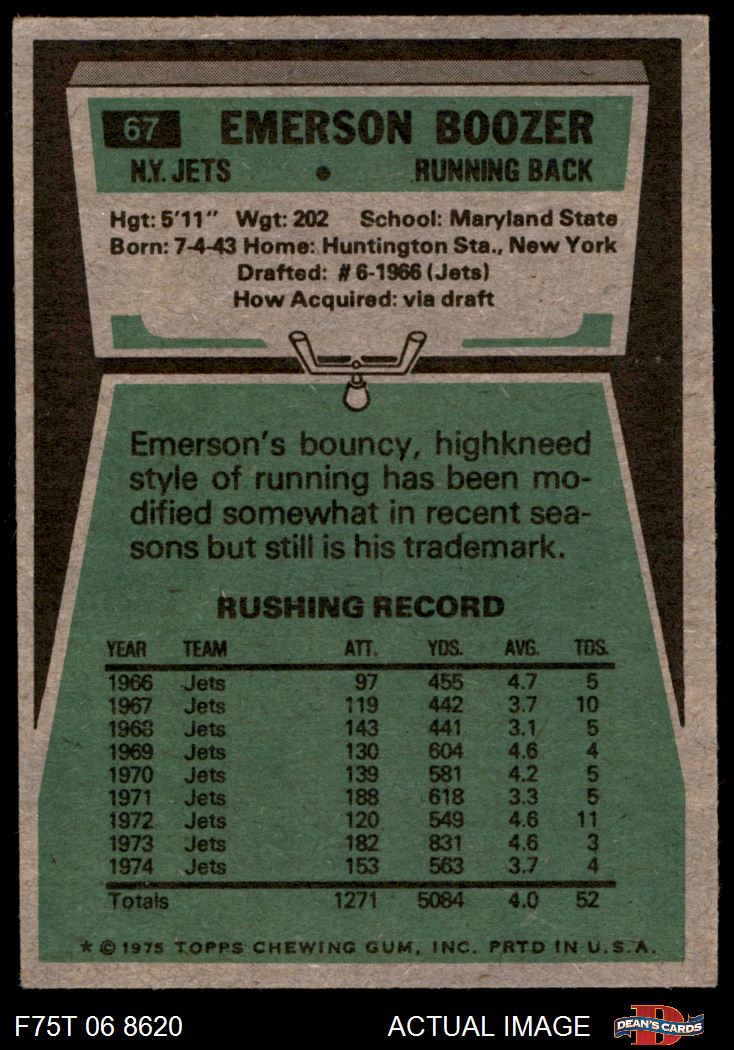 67 EMERSON BOOZER
N.Y. JETS • RUNNING BACK
Hgt: 5'11" Wgt: 202 School: Maryland State
Born: 7-4-43 Home: Huntington Sta., New York
Drafted: #6-1966 (Jets)
How Acquired: via draft
Emerson's bouncy, highkneed
style of running has been mo-
dified somewhat in recent sea-
sons but still is his trademark.
RUSHING RECORD
YEAR TEAM ATT. YDS. AVG. TDS.
1966 Jets 97 455 4.7 5
1967 Jets 119 442 3.7 10
1968 Jets 143 441 3.1 5
1969 Jets 130 604 4.6 4
1970 Jets 139 581 4.2 5
1971 Jets 188 618 3.3 5
1972 Jets 120 549 4.6 11
1973 Jets 182 831 4.6 3
1974 Jets 153 563 3.7 4
Totals 1271 5084 4.0 52
* © 1975 TOPPS CHEWING GUM, INC. PRTD IN U.S.A.
F75T 06 8620 ACTUAL IMAGE D DEAN'S CARDS